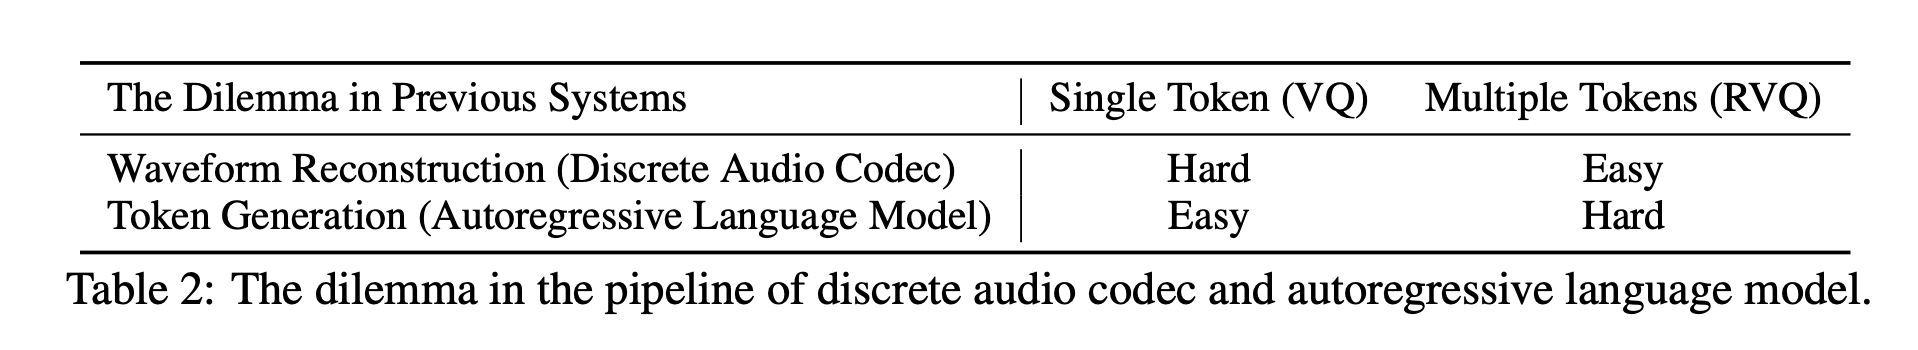 The Dilemma in Previous Systems Single Token (VQ) Multiple Tokens (RVQ)
Waveform Reconstruction (Discrete Audio Codec) Hard Easy
Token Generation (Autoregressive Language Model) Easy Hard
Table 2: The dilemma in the pipeline of discrete audio codec and autoregressive language model.